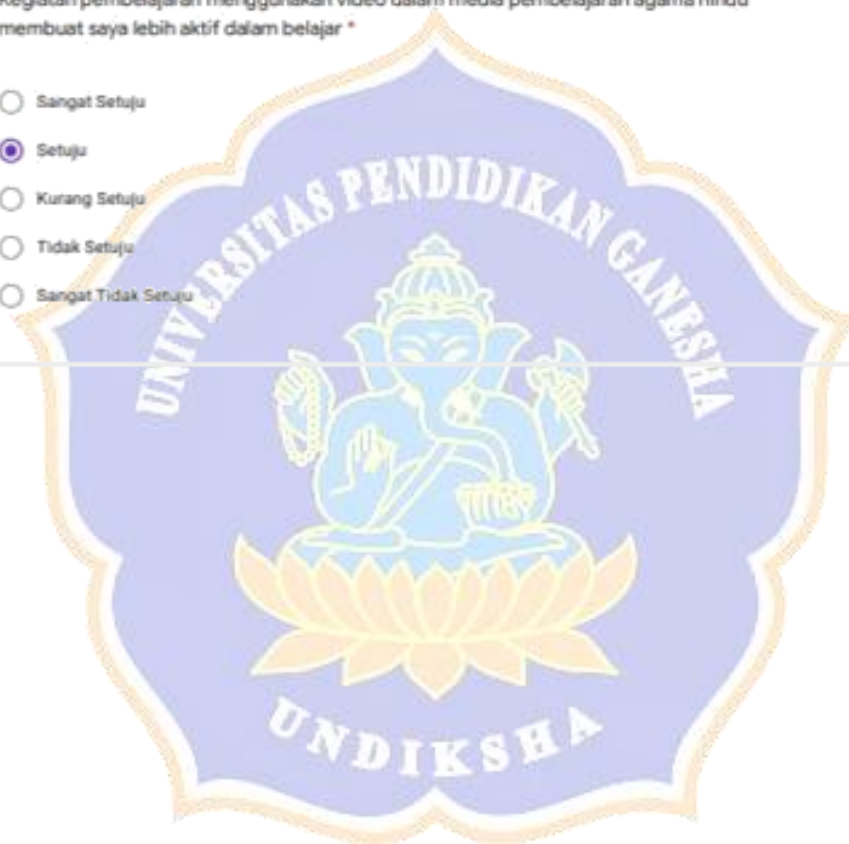 Kegiatan pembelajaran menggunakan video dalam media pembelajaran agama hindu
membuat saya lebih aktif dalam belajar *
Sangat Setuju
Setuju
Kurang Setuju
Tidak Setuju
Sangat Tidak Setuju
UNIVERSITAS PENDIDIKAN GANESHA
UNDIKSHA